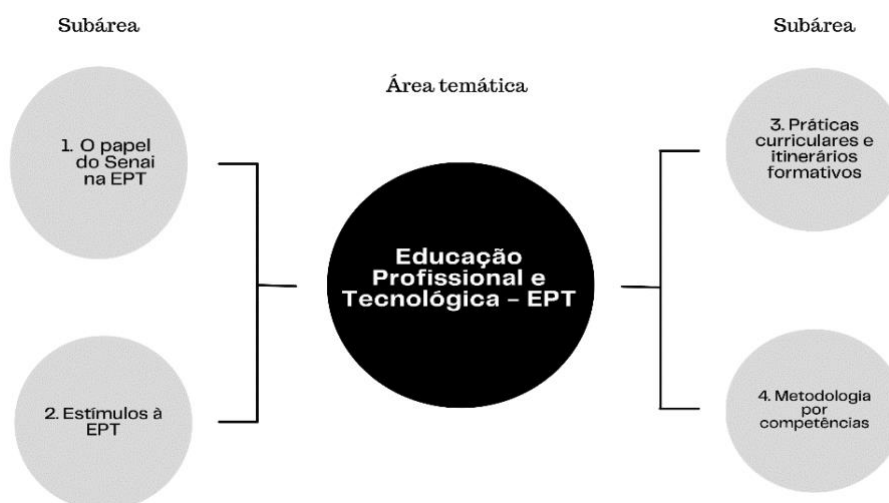 Subárea
1. O papel
do Senai
na EPT
2. Estímulos à
EPT
Área temática
Educação
Profissional e
Tecnológica – EPT
Subárea
3. Práticas
curriculares e
itinerários
formativos
4. Metodologia
por
competências